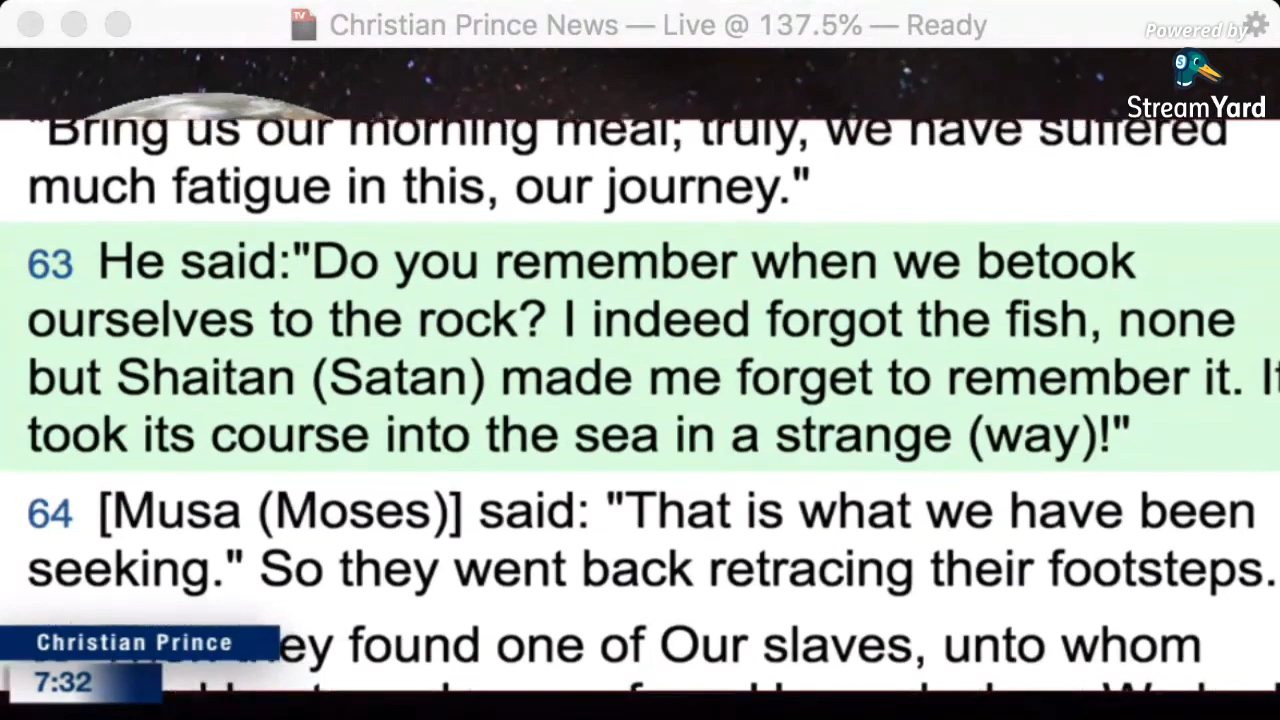 Christian Prince News — Live @ 137.5% — Ready
Powered by
StreamYard
"Bring us our morning meal; truly, we have suffered
much fatigue in this, our journey."
63 He said:"Do you remember when we betook
ourselves to the rock? I indeed forgot the fish, none
but Shaitan (Satan) made me forget to remember it. It
took its course into the sea in a strange (way)!"
64 [Musa (Moses)] said: "That is what we have been
seeking." So they went back retracing their footsteps.
they found one of Our slaves, unto whom
Christian Prince
7:32